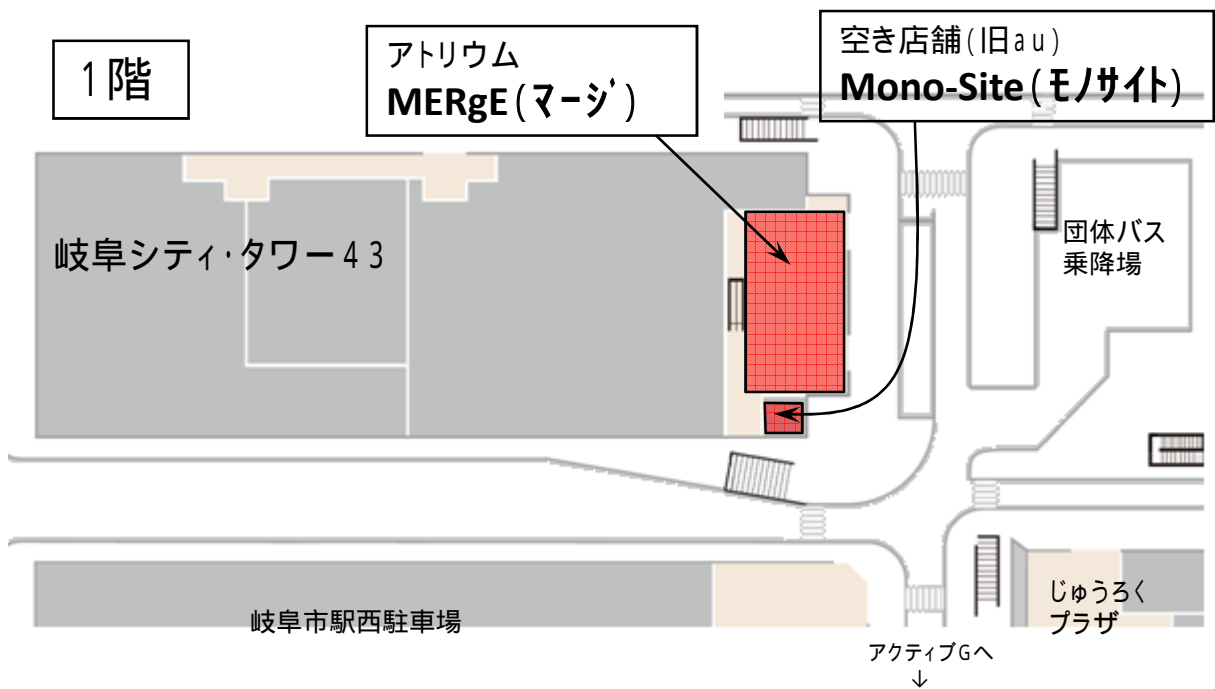 1階
アトリウム
MERgE(マージ)
空き店舗(旧au)
Mono-Site(モノサイト)
岐阜シティ・タワー43
団体バス
乗降場
岐阜市駅西駐車場
じゅうろく
プラザ
アクティブGへ
↓